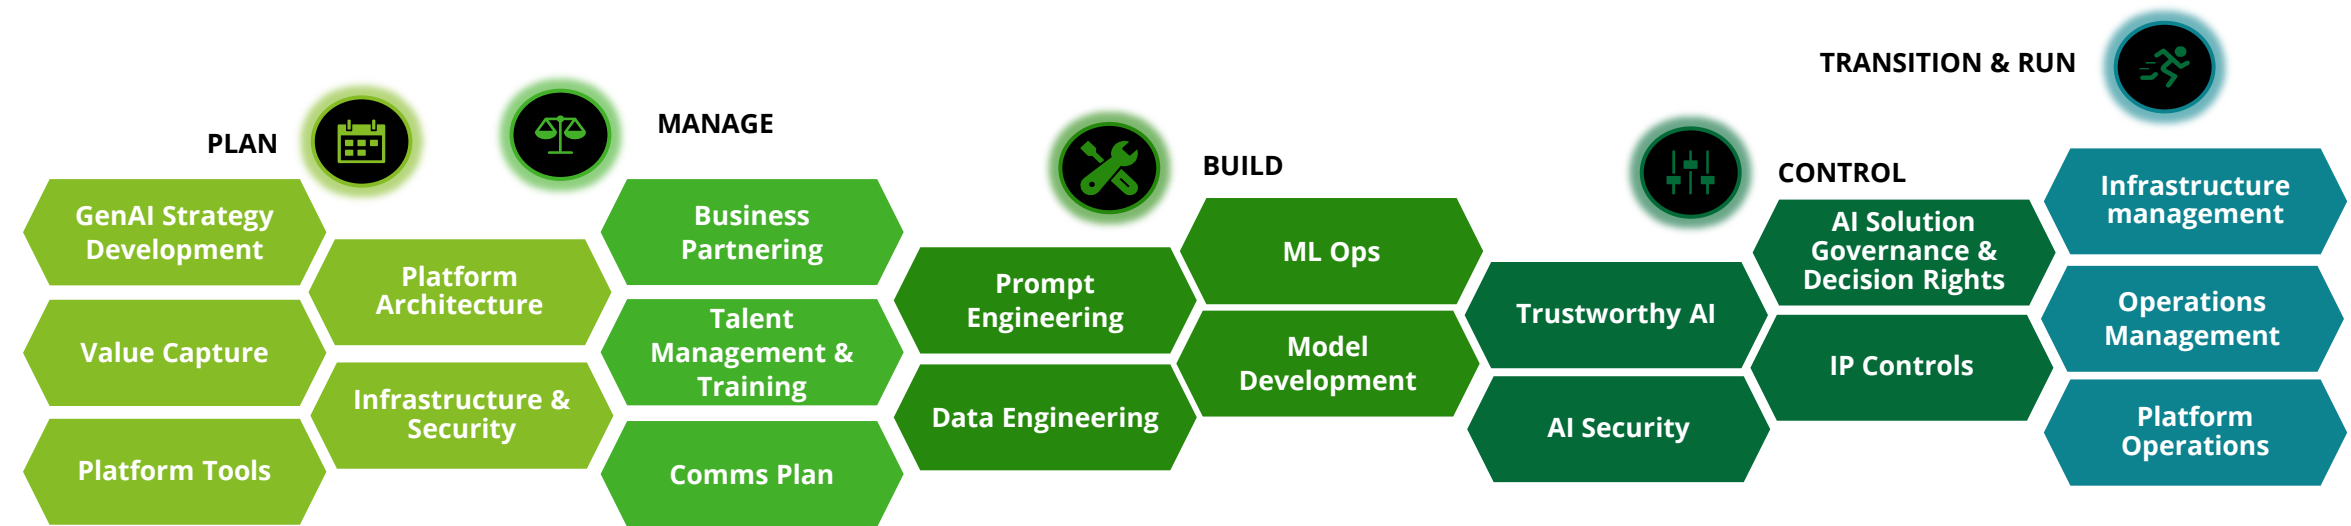 PLAN
GenAI Strategy
Development
Value Capture
Platform Tools
Platform
Architecture
Infrastructure &
Security
MANAGE
Business
Partnering
Talent
Management &
Training
Comms Plan
BUILD
Prompt
Engineering
Data Engineering
ML Ops
Model
Development
CONTROL
Trustworthy AI
AI Security
AI Solution
Governance &
Decision Rights
IP Controls
TRANSITION & RUN
Infrastructure
management
Operations
Management
Platform
Operations